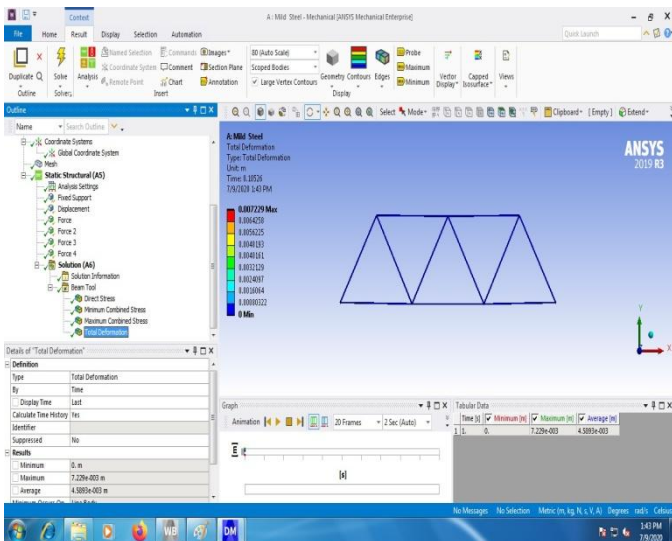 A : Mild Steel - Mechanical [ANSYS Mechanical Enterprise]
Context
File Home Result Display Selection Automation
Quick Launch
Duplicate Q Solve Analysis
Named Selection Commands Images*
Coordinate System Comment Section Plane
Remote Point Chart Annotation
80 (Auto Scale)
Scoped Bodies
Large Vertex Contours
Geometry Contours Edges
Probe
Maximum
Minimum
Vector Display* Capped Isosurface* Views
Outline Solver Insert Display
Outline
Name Search Outline
Coordinate Systems
Global Coordinate System
Mesh
Static Structural (A5)
Analysis Settings
Fixed Support
Displacement
Force
Force 2
Force 3
Force 4
Solution (A6)
Solution Information
Beam Tool
Direct Stress
Minimum Combined Stress
Maximum Combined Stress
Total Deformation
Select Mode* Clipboard* [Empty] Extend*
A: Mild Steel
Total Deformation
Type: Total Deformation
Unit: m
7/9/2020 1:43 PM
0.007229 Max
0.0064258
0.0056225
0.0040161
0.0032129
0.0024097
0.0016064
0 Min
ANSYS
2019 R3
Y
X
Details of "Total Deformation"
Definition
Type Total Deformation
By Time
Display Time Last
Calculate Time History Yes
Identifier
Suppressed No
Results
Minimum 0. m
Maximum 7.229e-003 m
Average 4.5893e-003 m
Graph
Animation 20 Frames 2 Sec (Auto)
[s]
Tabular Data
Time [s] Minimum [m] Maximum [m] Average [m]
1 1. 0. 7.229e-003 4.5893e-003
No Messages No Selection Metric (m, kg, N, s, V, A) Degrees rad/s Celsius
WB DM
1:43 PM
7/9/2020